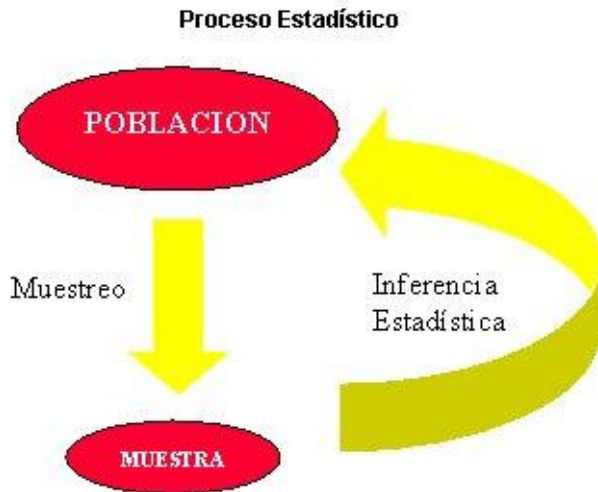 Proceso Estadístico
POBLACION
Muestreo
Inferencia
Estadística
MUESTRA